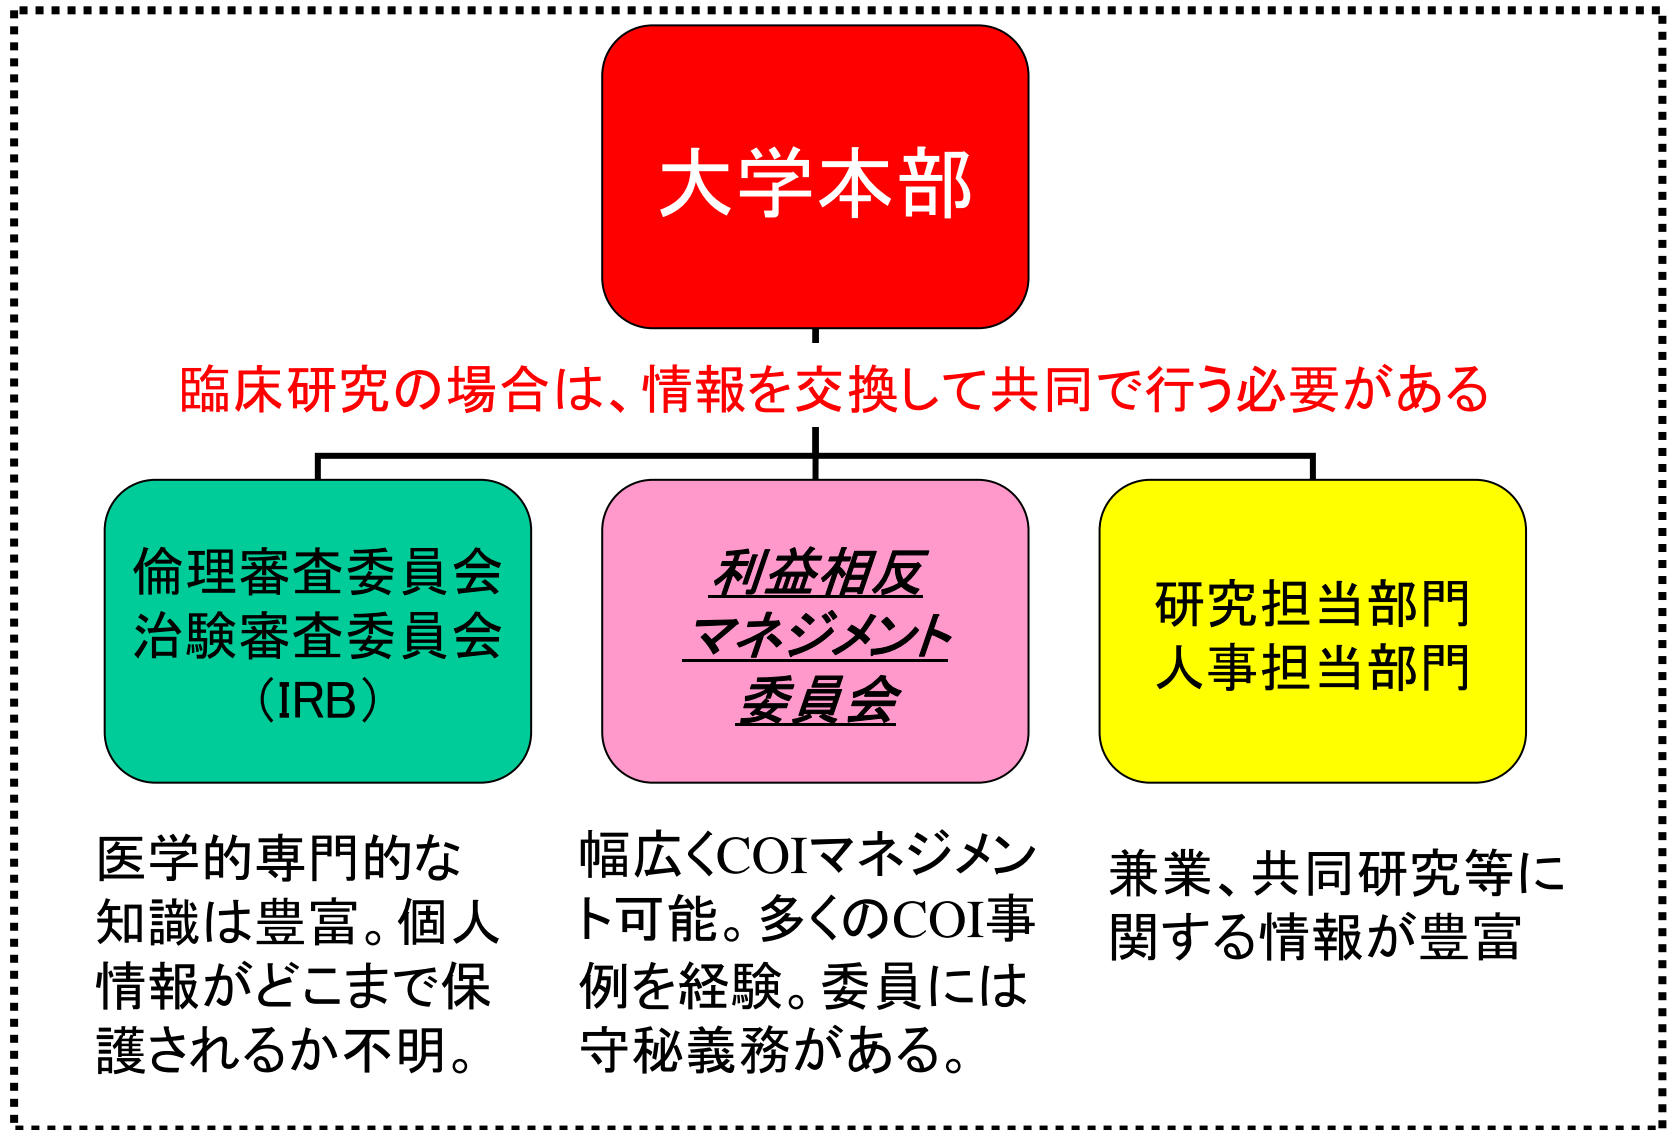 大学本部
臨床研究の場合は、情報を交換して共同で行う必要がある
倫理審査委員会
治験審査委員会
（IRB）
利益相反
マネジメント
委員会
研究担当部門
人事担当部門
医学的専門的な
知識は豊富。個人
情報がどこまで保
護されるか不明。
幅広くCOIマネジメン
ト可能。多くのCOI事
例を経験。委員には
守秘義務がある。
兼業、共同研究等に
関する情報が豊富